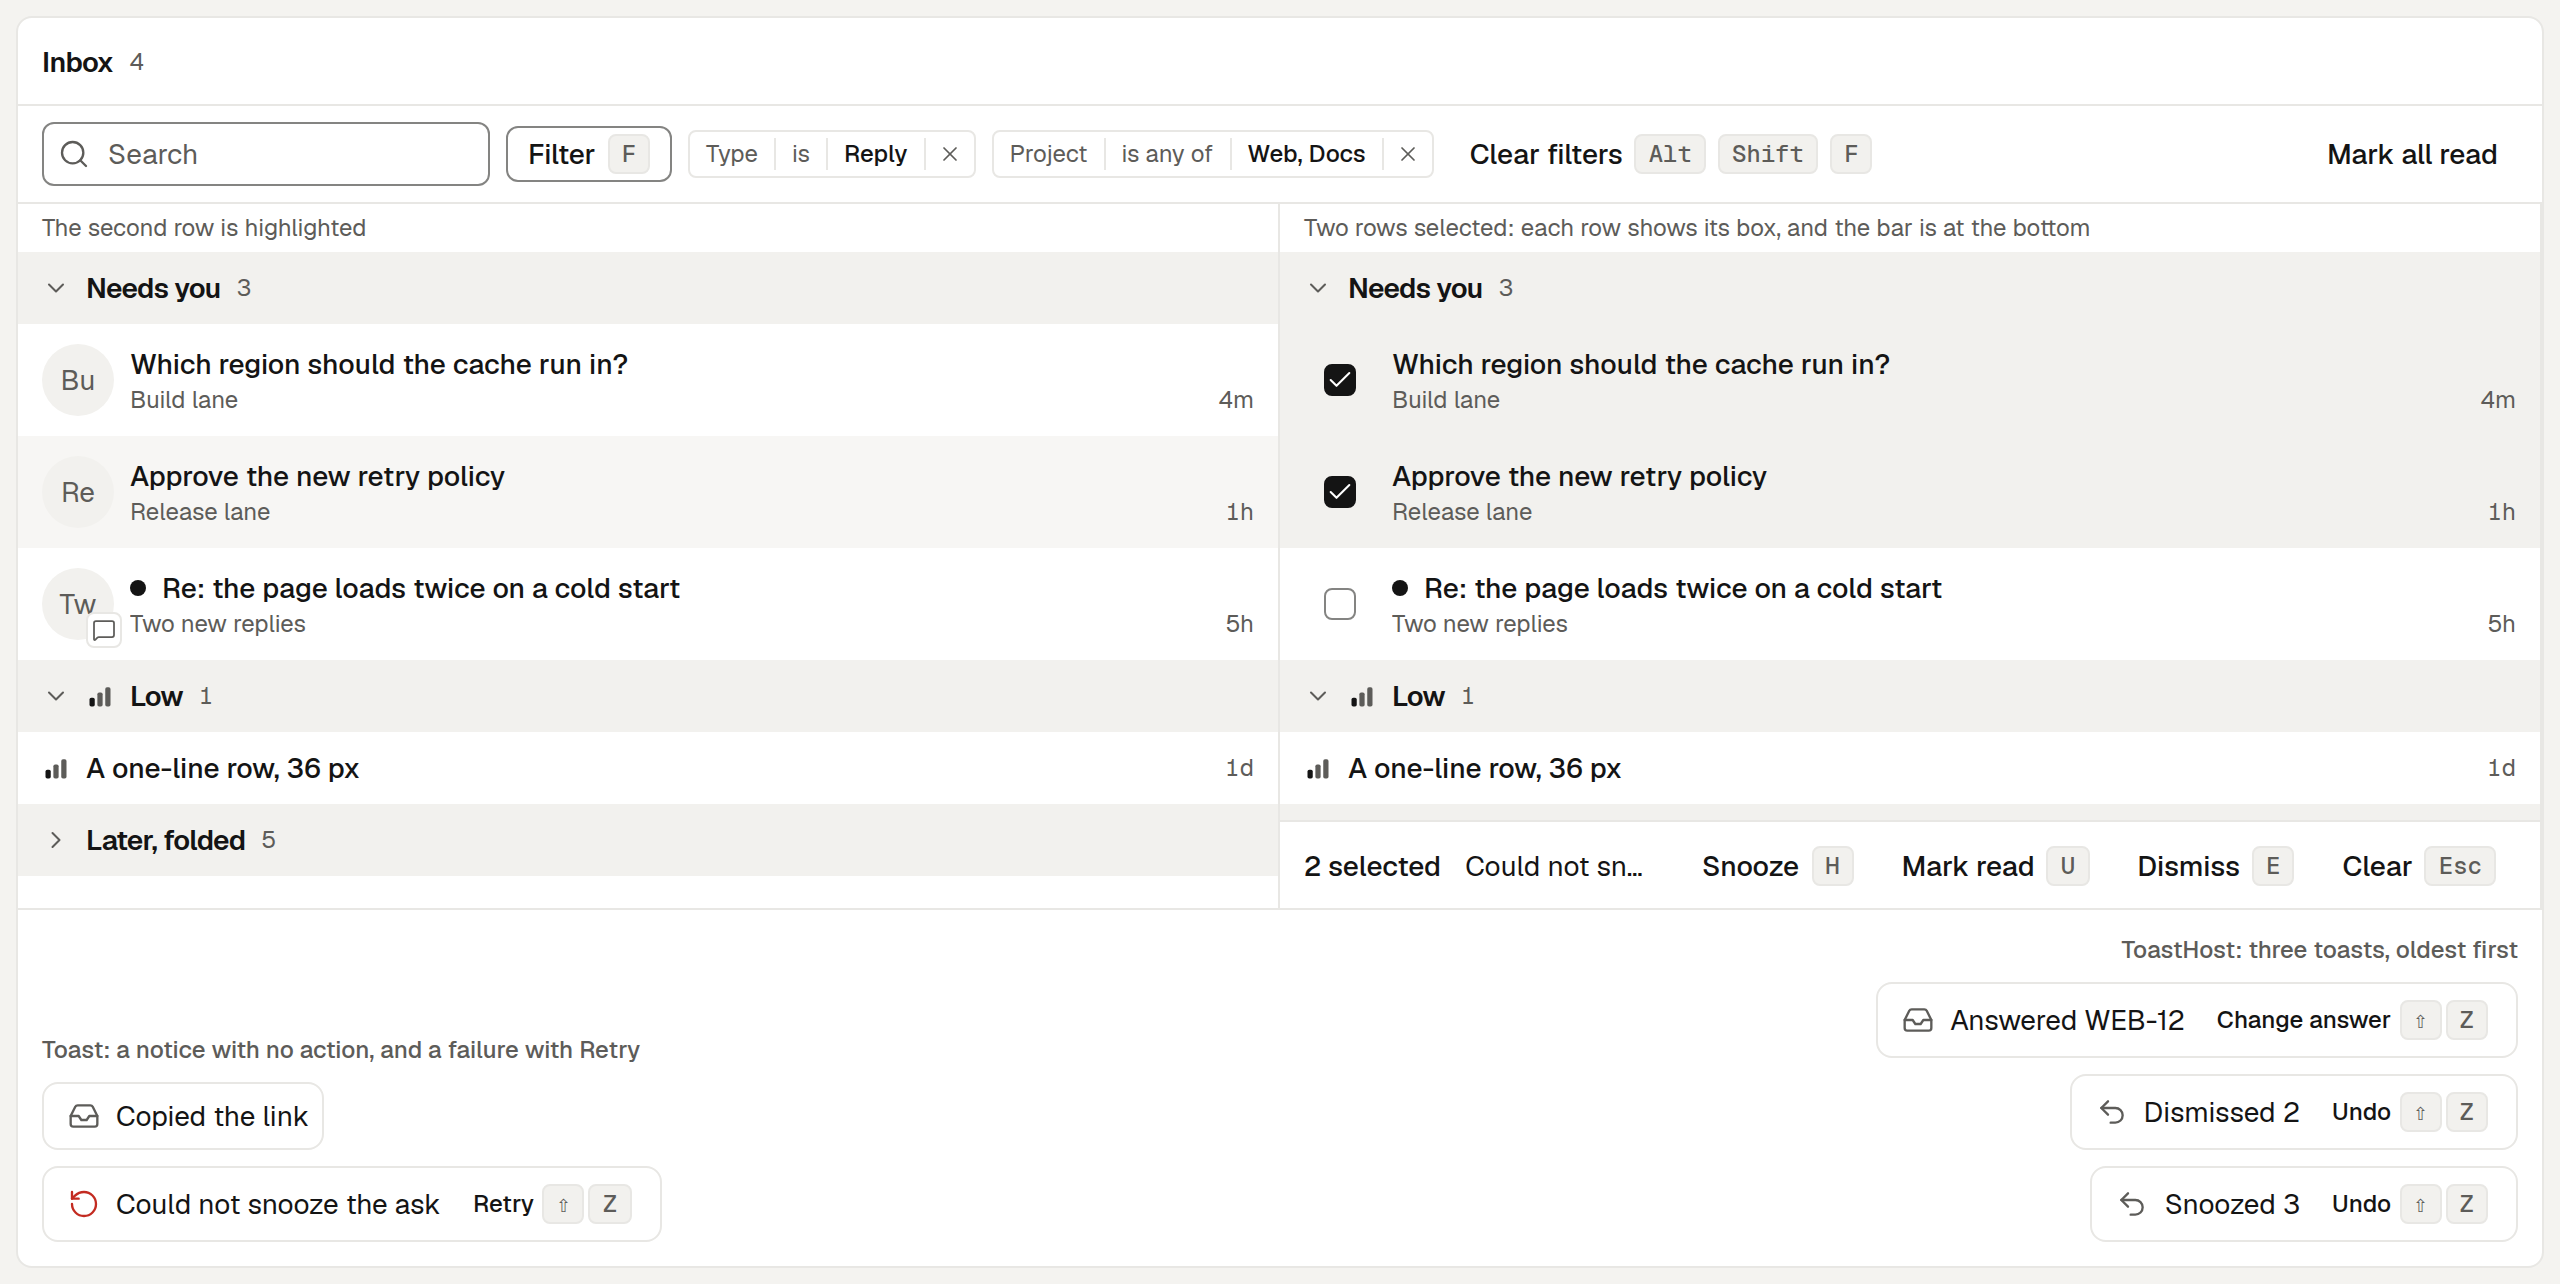 Inbox 4
Search Filter F Type is Reply Project is any of Web, Docs Clear filters Alt Shift F Mark all read
The second row is highlighted
Needs you 3
Bu Which region should the cache run in?
Build lane 4m
Re Approve the new retry policy
Release lane 1h
Tw Re: the page loads twice on a cold start
Two new replies 5h
Low 1
A one-line row, 36 px 1d
Later, folded 5
Two rows selected: each row shows its box, and the bar is at the bottom
Needs you 3
Which region should the cache run in?
Build lane 4m
Approve the new retry policy
Release lane 1h
Re: the page loads twice on a cold start
Two new replies 5h
Low 1
A one-line row, 36 px 1d
2 selected Could not sn… Snooze H Mark read U Dismiss E Clear Esc
Toast: a notice with no action, and a failure with Retry
Copied the link
Could not snooze the ask Retry ⇧ Z
ToastHost: three toasts, oldest first
Answered WEB-12 Change answer ⇧ Z
Dismissed 2 Undo ⇧ Z
Snoozed 3 Undo ⇧ Z